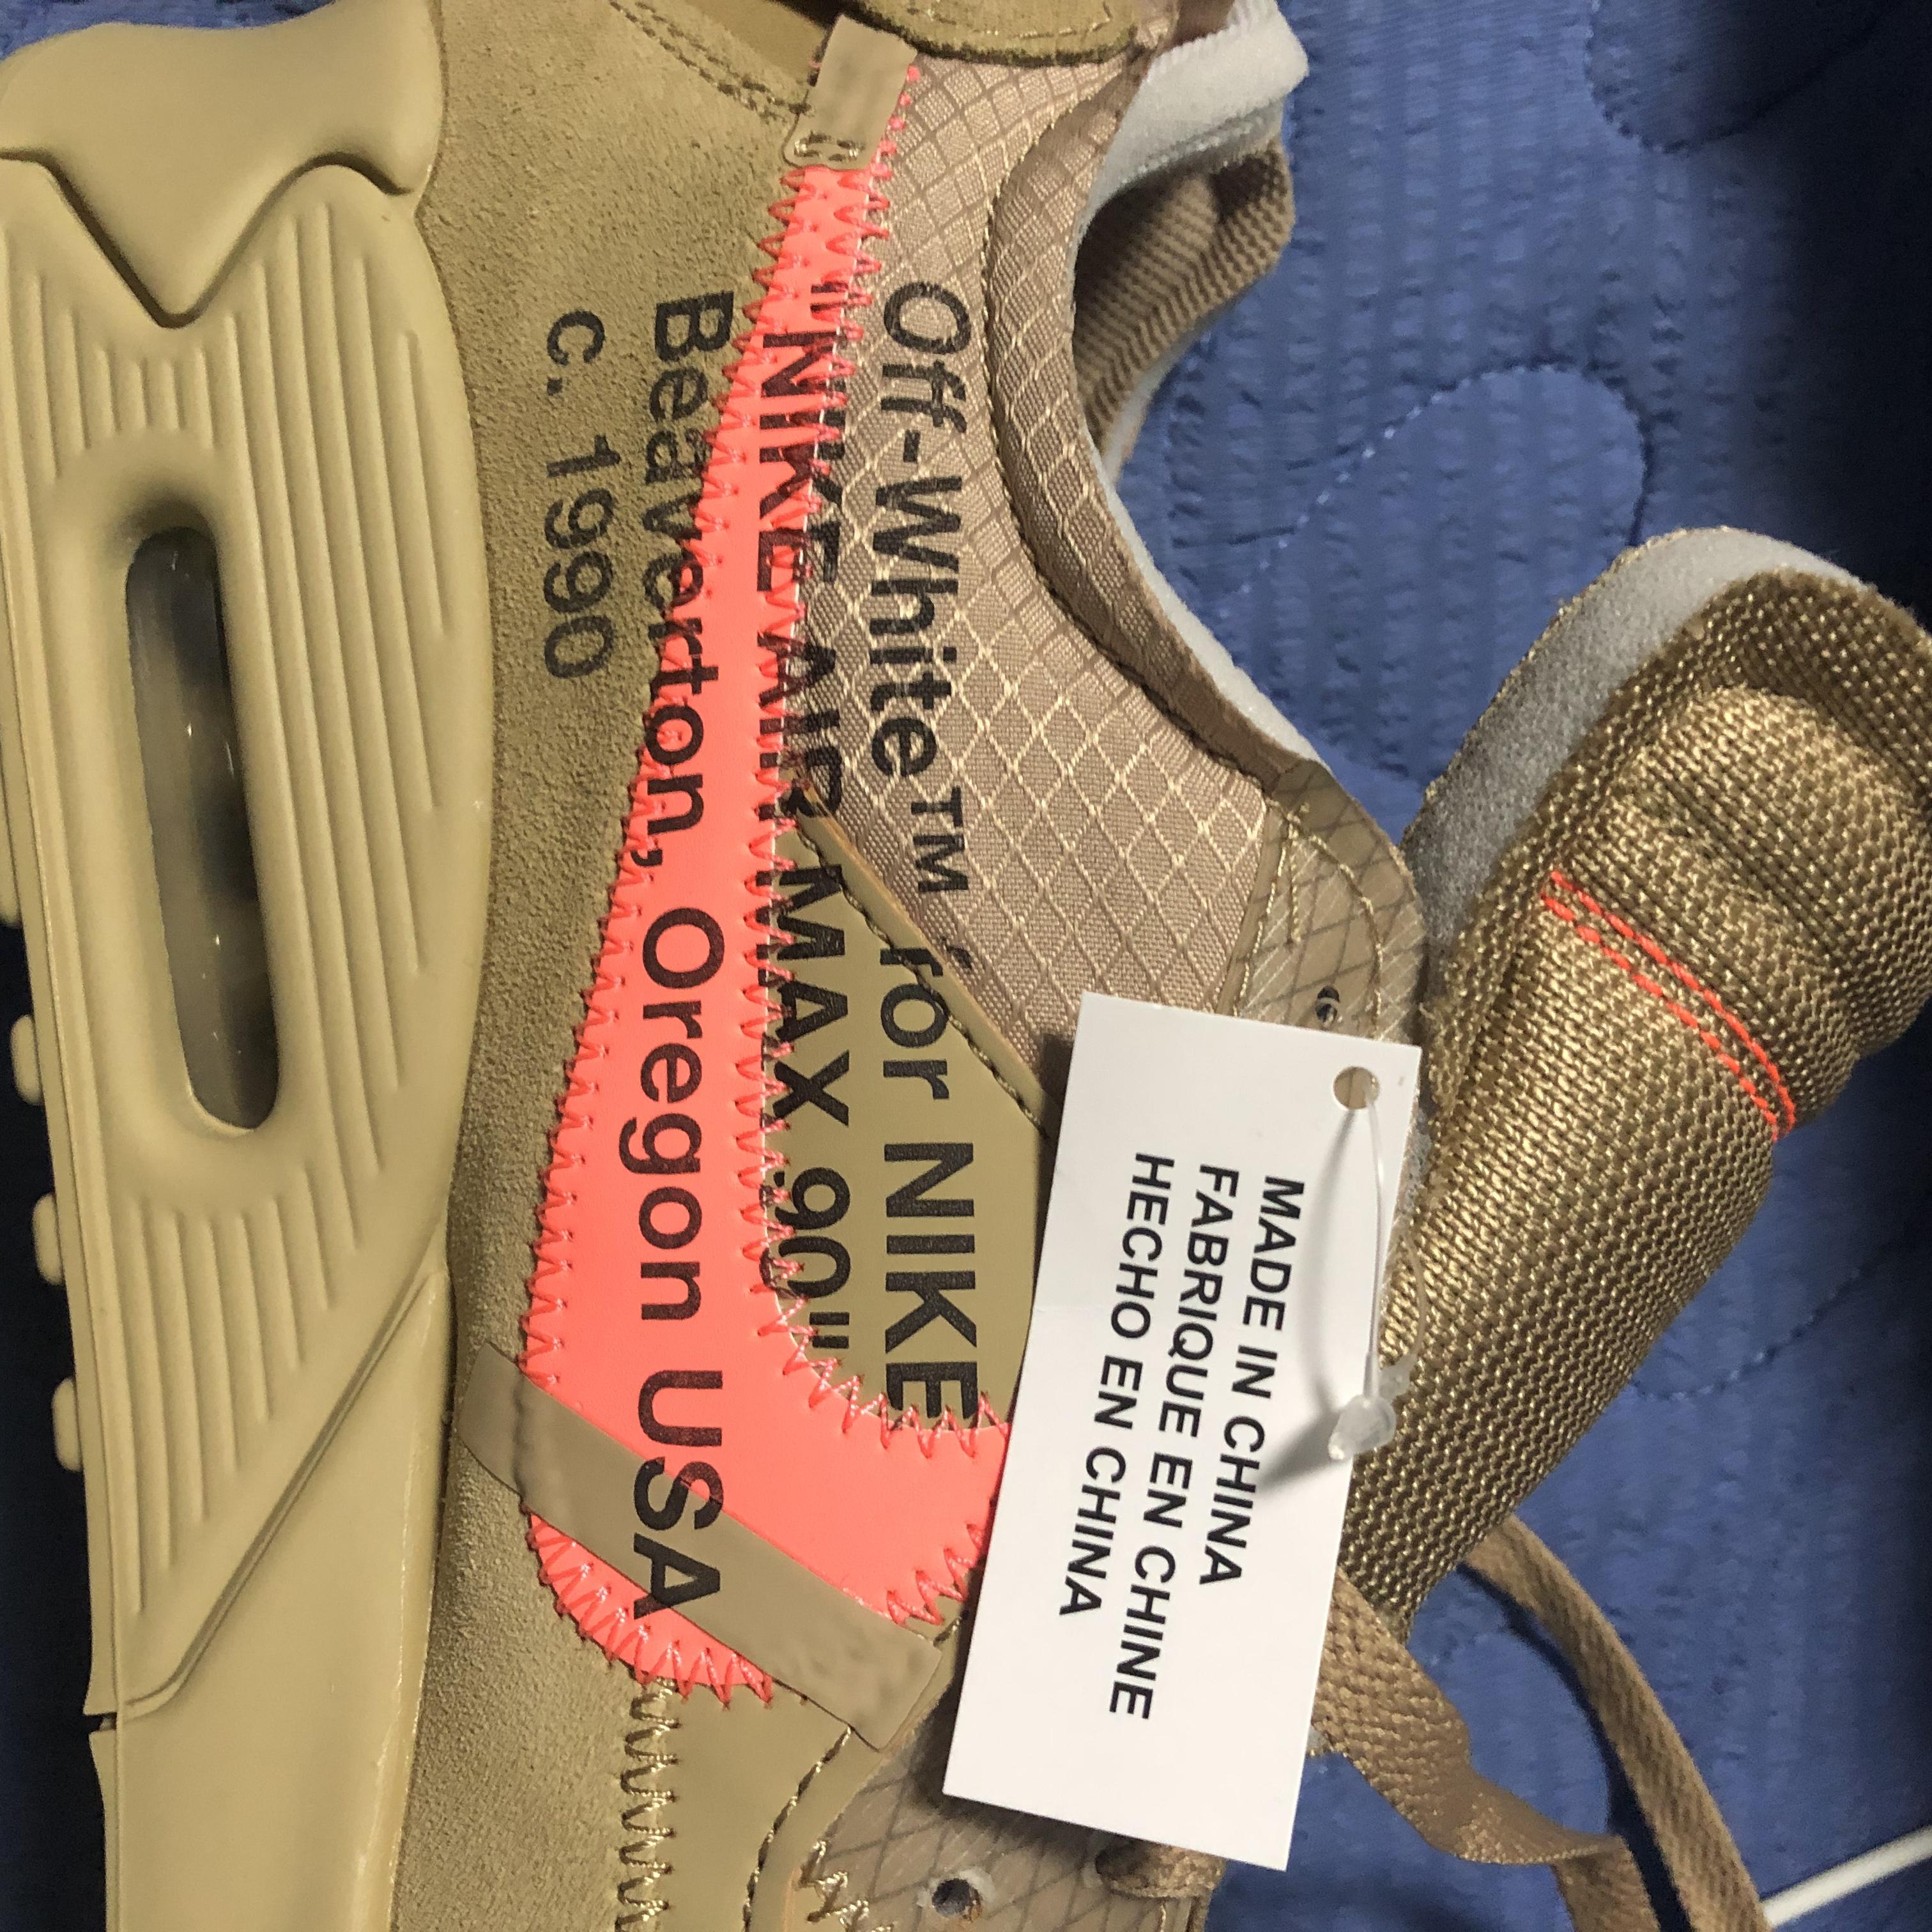 Off-White™ for NIKE
"NIKE AIR MAX 90"
Beaverton, Oregon USA
c. 1990
MADE IN CHINA
FABRIQUE EN CHINE
HECHO EN CHINA